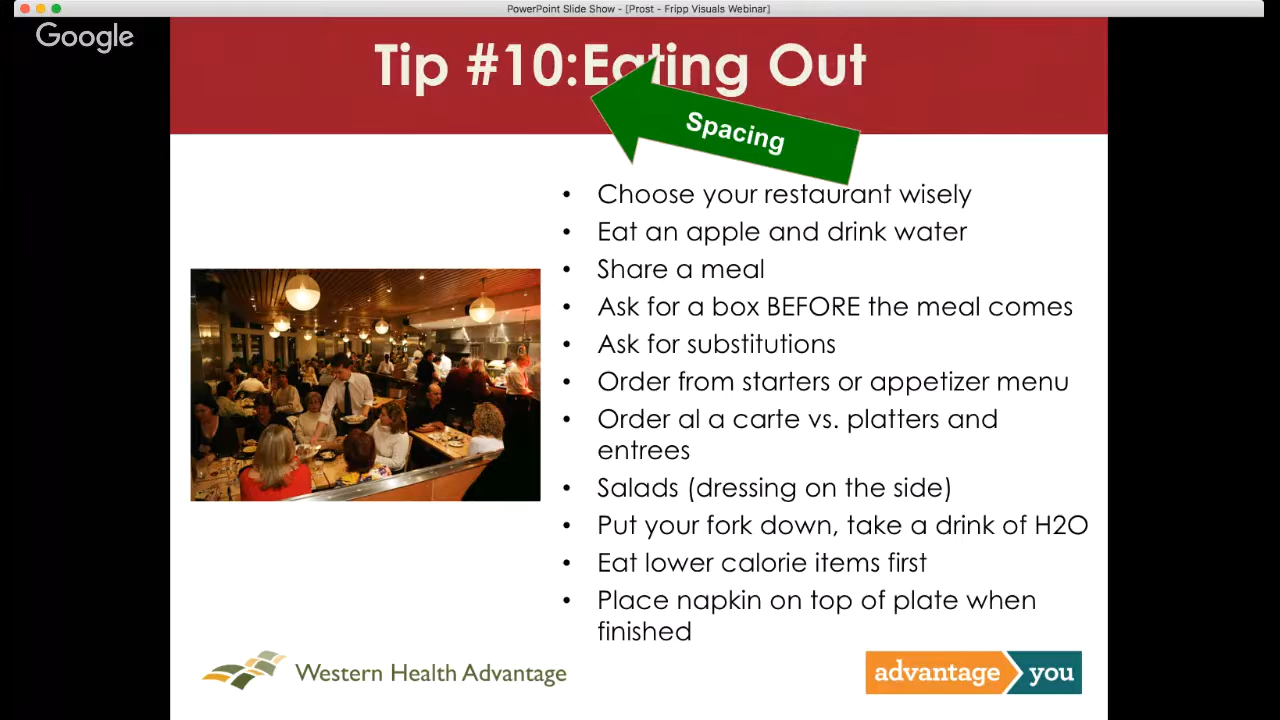 PowerPoint Slide Show - [Prost - Fripp Visuals Webinar]
Google
Tip #10:Eating Out
Spacing
• Choose your restaurant wisely
• Eat an apple and drink water
• Share a meal
• Ask for a box BEFORE the meal comes
• Ask for substitutions
• Order from starters or appetizer menu
• Order al a carte vs. platters and
entrees
• Salads (dressing on the side)
• Put your fork down, take a drink of H2O
• Eat lower calorie items first
• Place napkin on top of plate when
finished
Western Health Advantage
advantage you